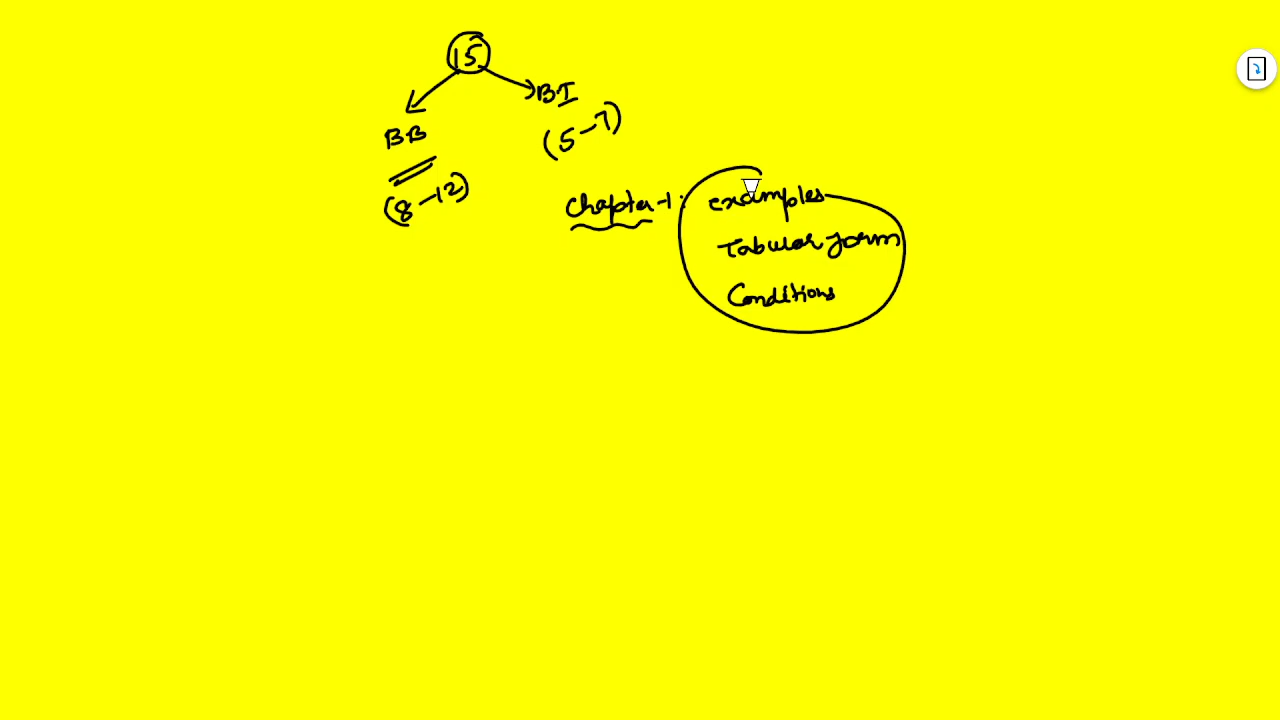 15
BB
BI
(8-12)
(5-7)
Chapter-1: examples
Tabular form
Conditions